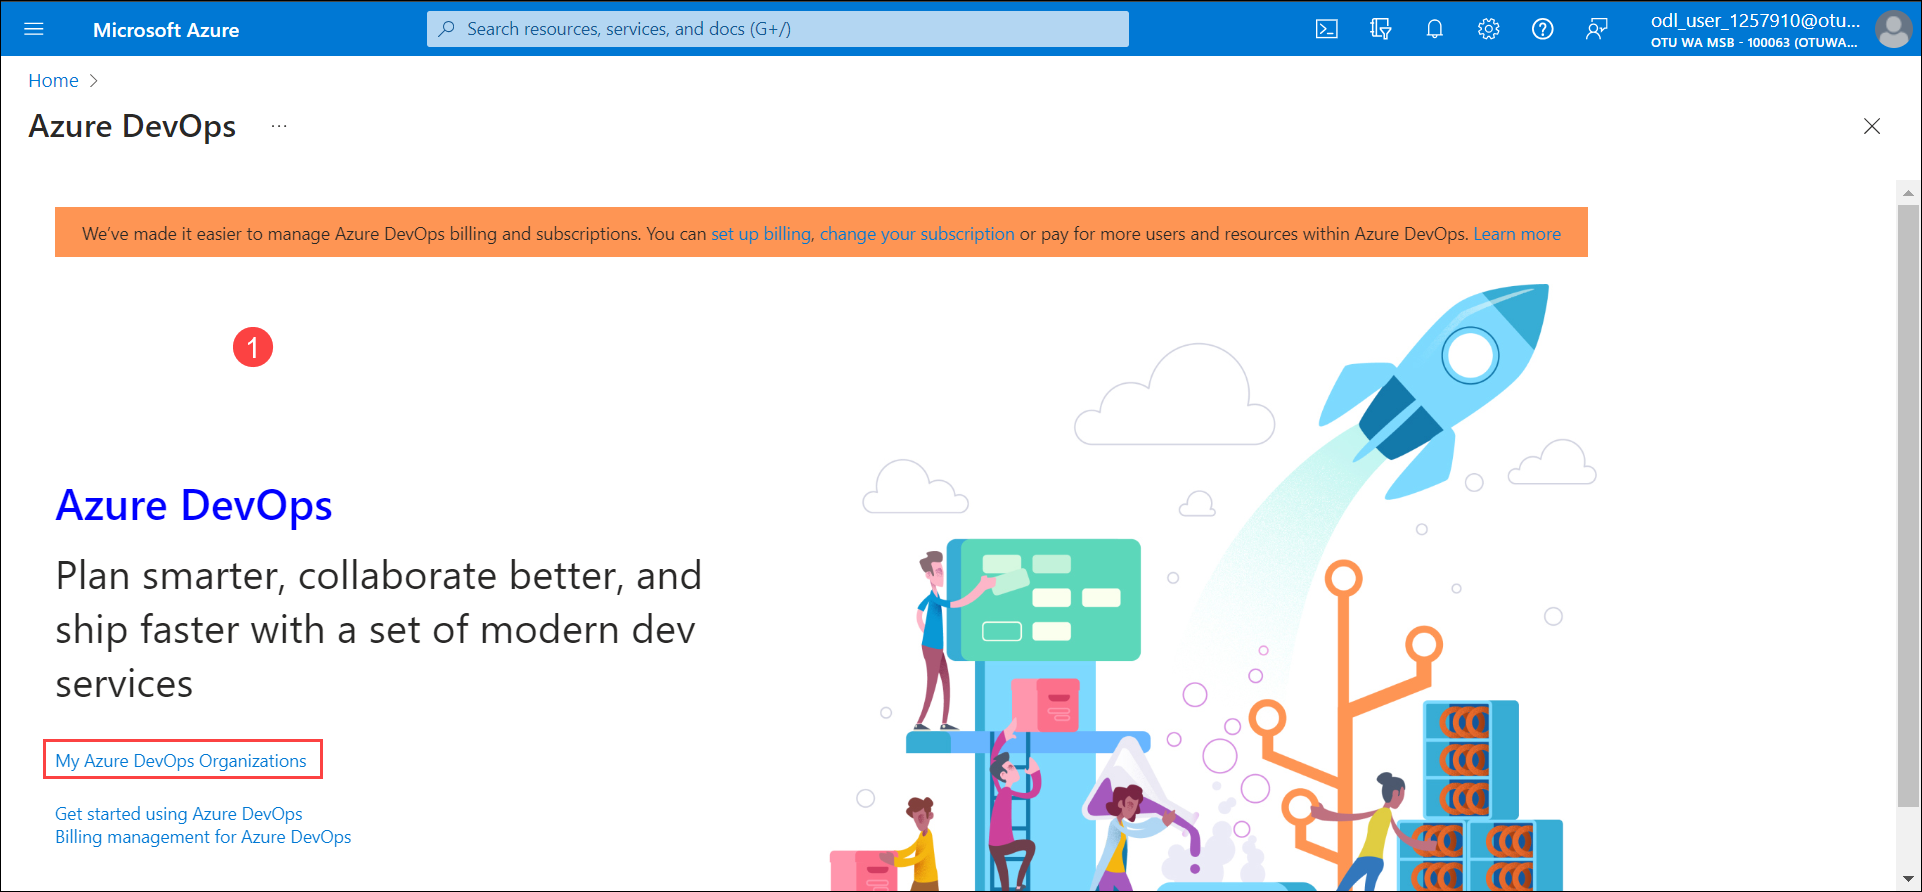 Microsoft Azure
Search resources, services, and docs (G+/)
odl_user_1257910@otu...
OTU WA MSB - 100063 (OTUWA...
Home
Azure DevOps ...
We've made it easier to manage Azure DevOps billing and subscriptions. You can set up billing, change your subscription or pay for more users and resources within Azure DevOps. Learn more
1
Azure DevOps
Plan smarter, collaborate better, and
ship faster with a set of modern dev
services
My Azure DevOps Organizations
Get started using Azure DevOps
Billing management for Azure DevOps